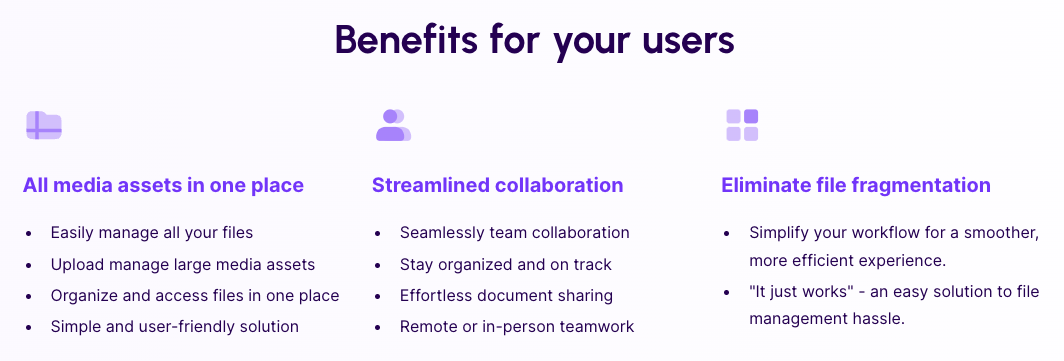 Benefits for your users
All media assets in one place
• Easily manage all your files
• Upload manage large media assets
• Organize and access files in one place
• Simple and user-friendly solution
Streamlined collaboration
• Seamlessly team collaboration
• Stay organized and on track
• Effortless document sharing
• Remote or in-person teamwork
Eliminate file fragmentation
• Simplify your workflow for a smoother,
more efficient experience.
• "It just works" - an easy solution to file
management hassle.